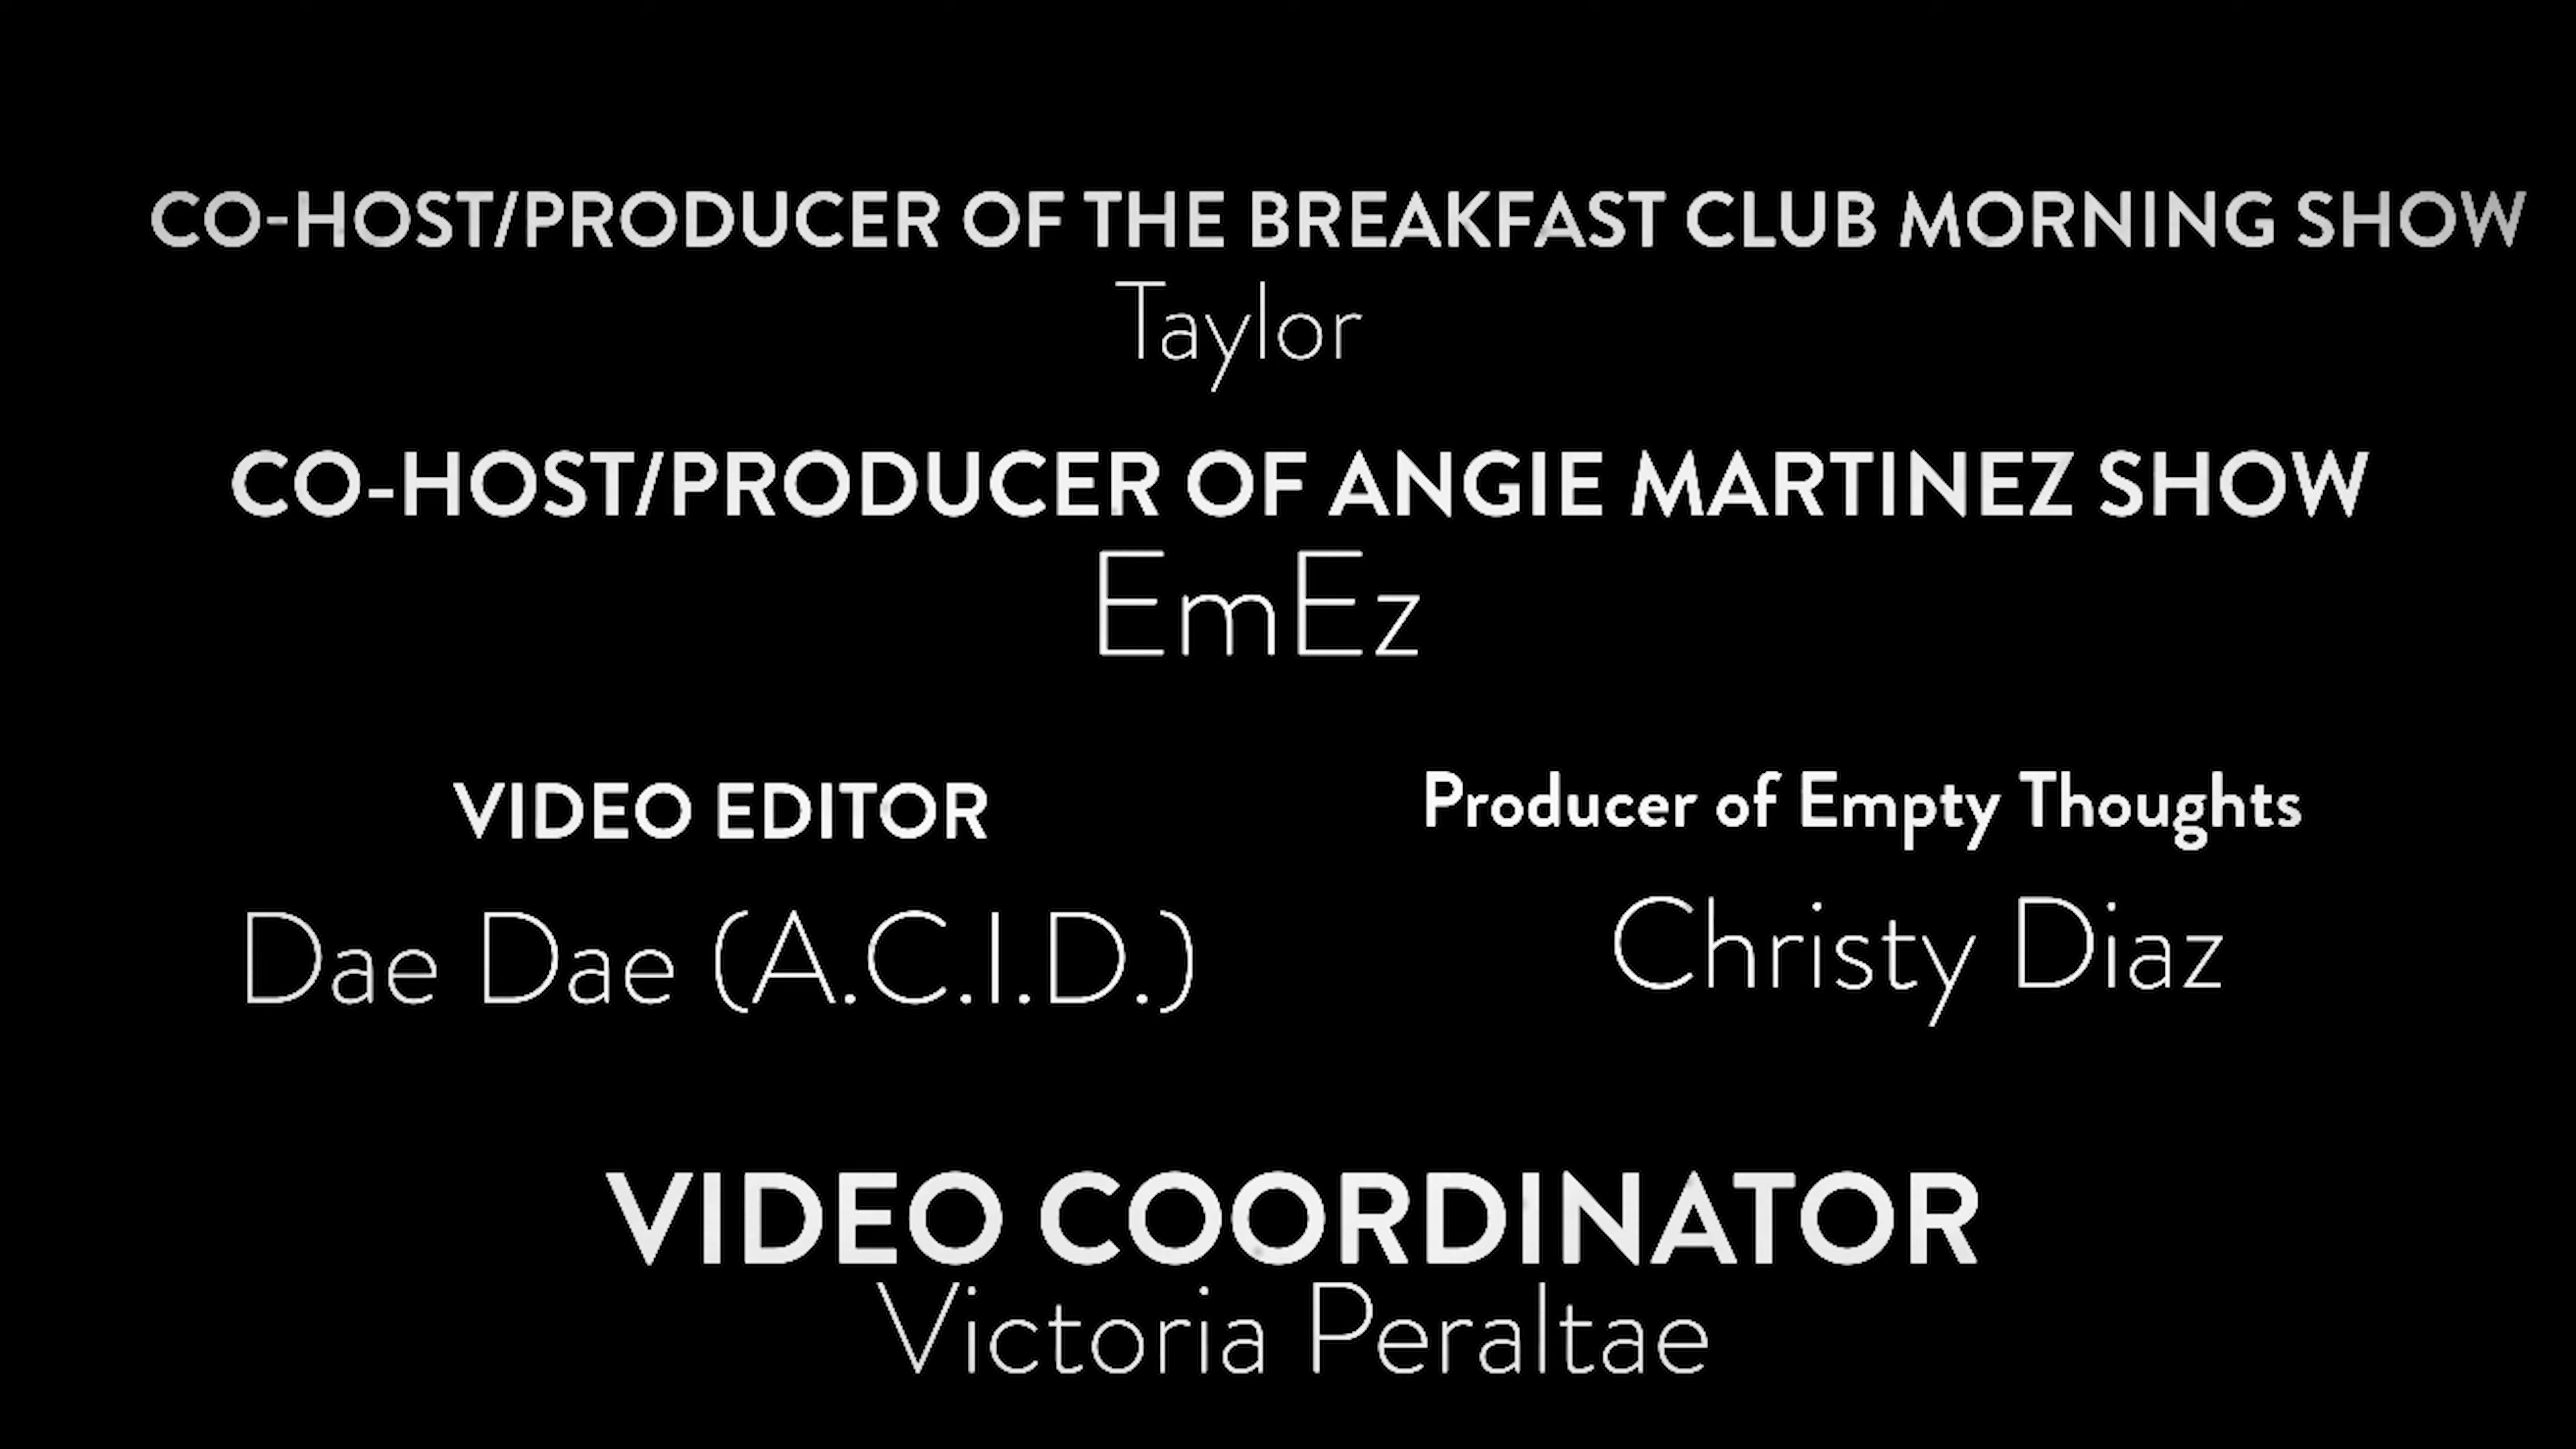 CO-HOST/PRODUCER OF THE BREAKFAST CLUB MORNING SHOW
Taylor
CO-HOST/PRODUCER OF ANGIE MARTINEZ SHOW
EmEz
VIDEO EDITOR
Dae Dae (A.C.I.D.)
Producer of Empty Thoughts
Christy Diaz
VIDEO COORDINATOR
Victoria Peraltae